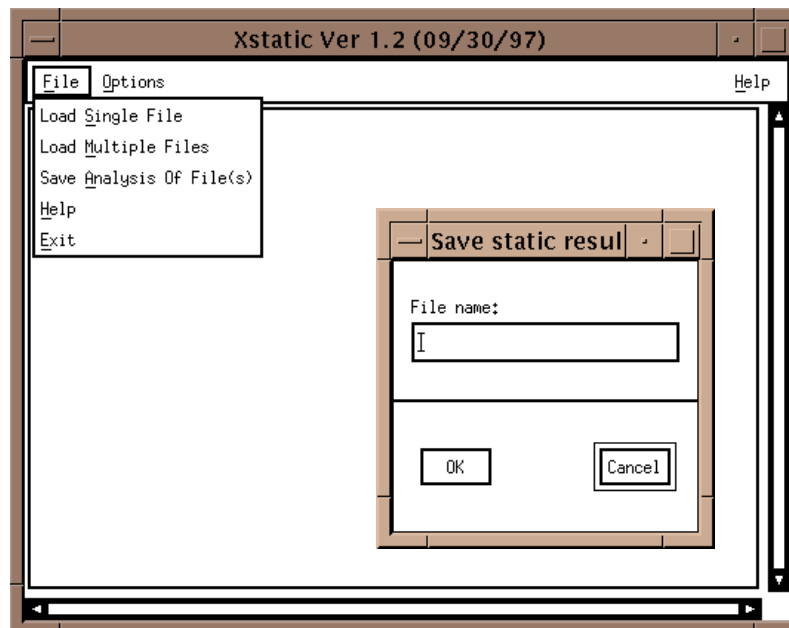 Xstatic Ver 1.2 (09/30/97)
File Options Help
Load Single File
Load Multiple Files
Save Analysis Of File(s)
Help
Exit
Save static resul
File name:
OK Cancel